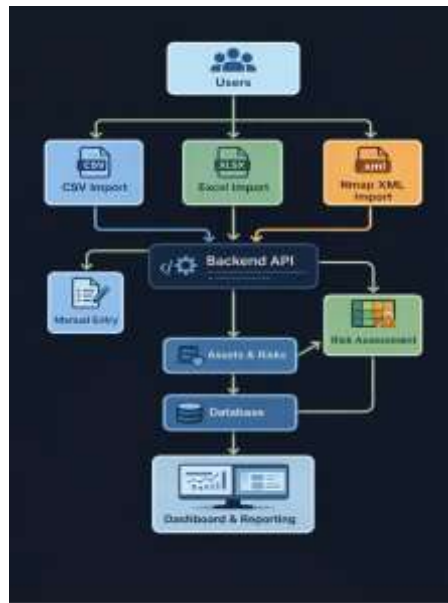 Users
CSV
CSV Import
XLSX
Excel Import
xml
Nmap XML
Import
Backend API
Manual Entry
Risk Assessment
Assets & Risks
Database
Dashboard & Reporting